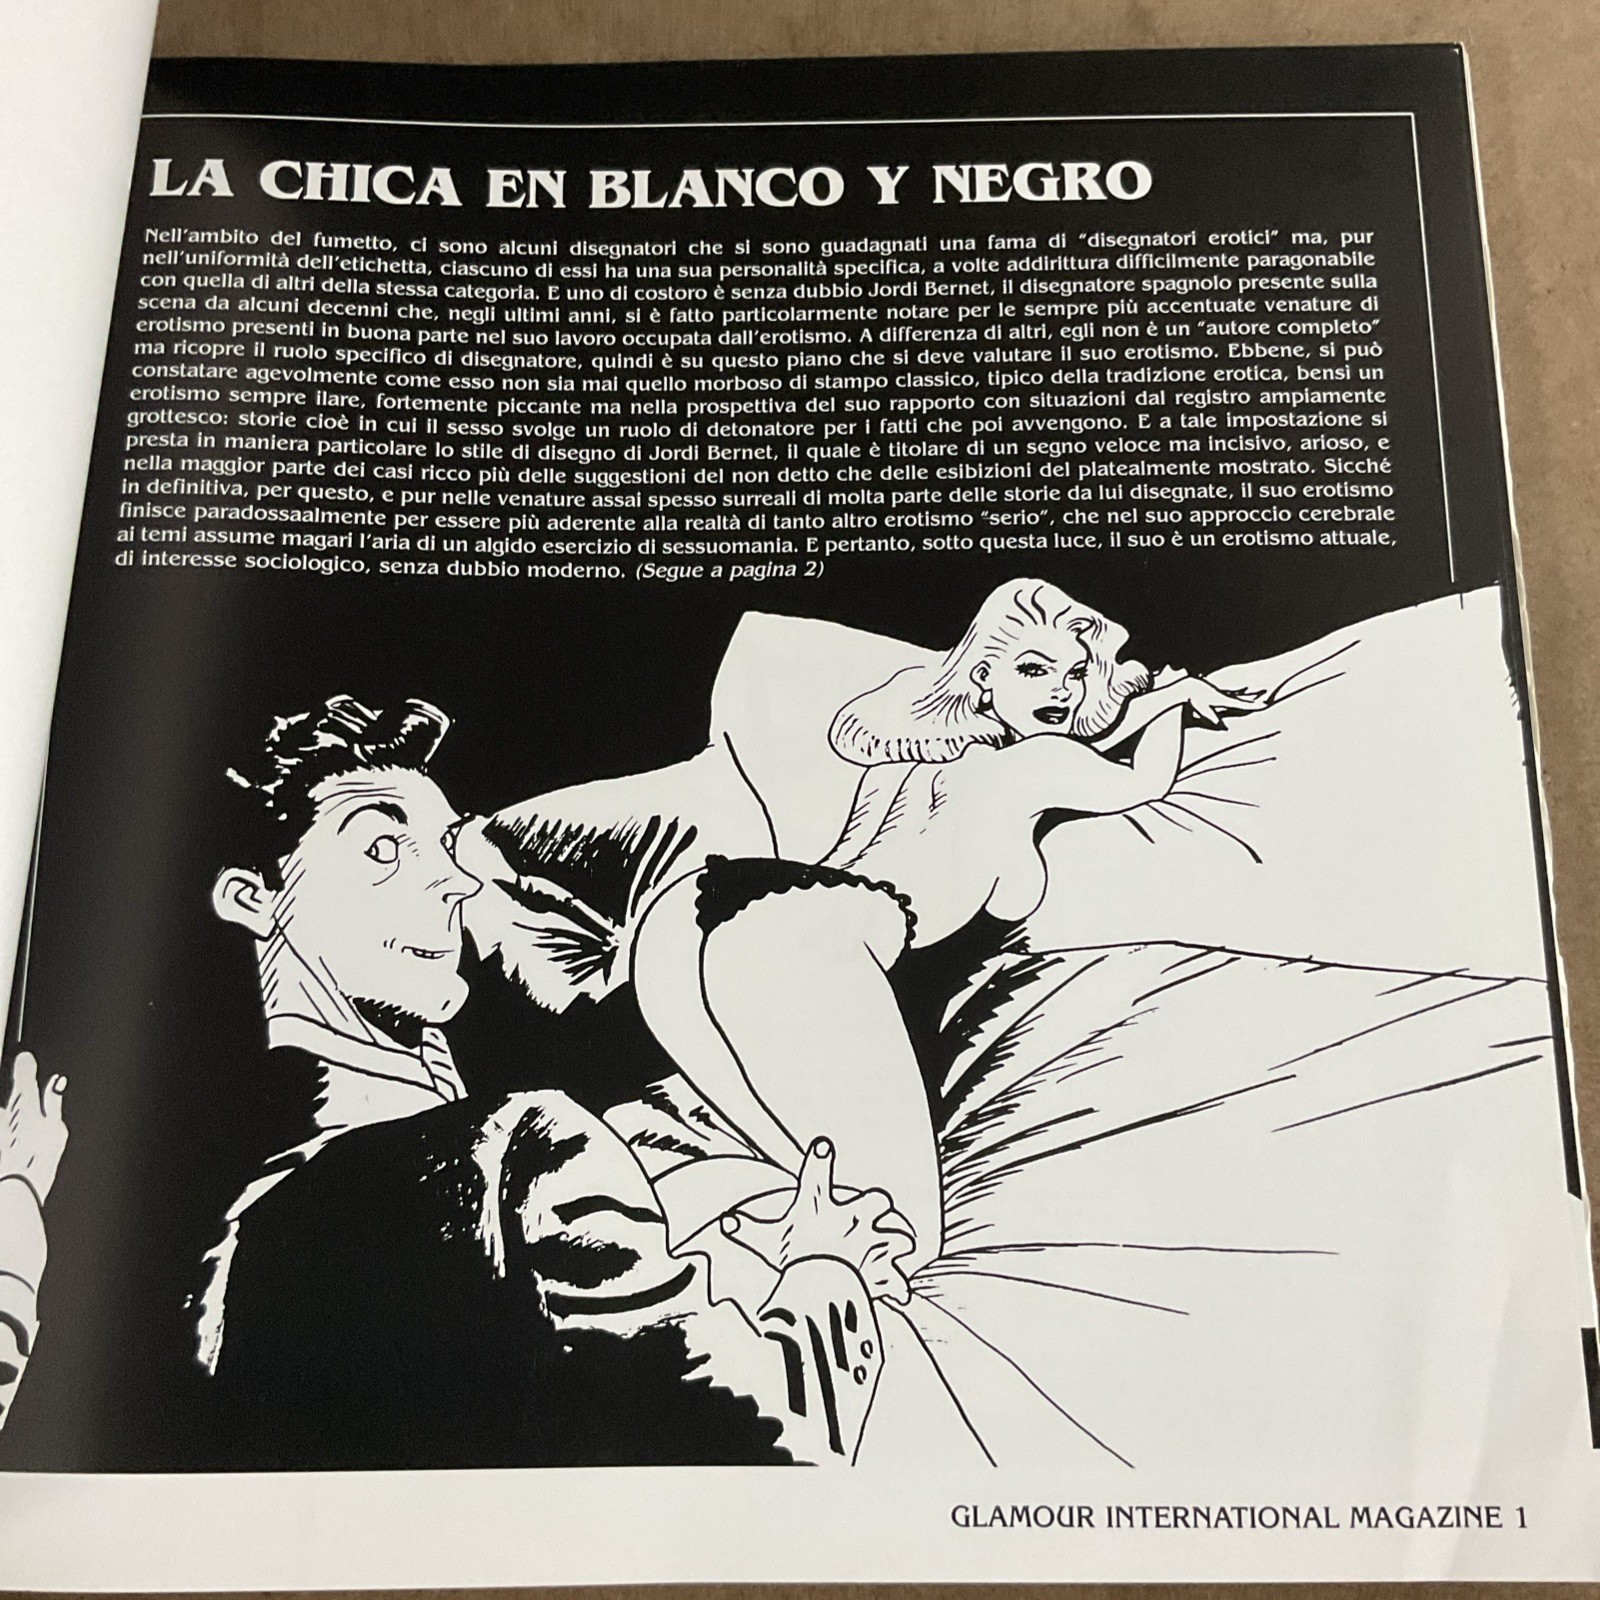 LA CHICA EN BLANCO Y NEGRO
Nell'ambito del fumetto, ci sono alcuni disegnatori che si sono guadagnati una fama di "disegnatori erotici" ma, pur
nell'uniformità dell'etichetta, ciascuno di essi ha una sua personalità specifica, a volte addirittura difficilmente paragonabile
con quella di altri della stessa categoria. E uno di costoro è senza dubbio Jordi Bernet, il disegnatore spagnolo presente sulla
scena da alcuni decenni che, negli ultimi anni, si è fatto particolarmente notare per le sempre più accentuate venature di
erotismo presenti in buona parte nel suo lavoro occupata dall'erotismo. A differenza di altri, egli non è un "autore completo"
ma ricopre il ruolo specifico di disegnatore, quindi è su questo piano che si deve valutare il suo erotismo. Ebbene, si può
constatare agevolmente come esso non sia mai quello morboso di stampo classico, tipico della tradizione erotica, bensì un
erotismo sempre ilare, fortemente piccante ma nella prospettiva del suo rapporto con situazioni dal registro ampiamente
grottesco: storie cioè in cui il sesso svolge un ruolo di detonatore per i fatti che poi avvengono. E a tale impostazione si
presta in maniera particolare lo stile di disegno di Jordi Bernet, il quale è titolare di un segno veloce ma incisivo, arioso, e
nella maggior parte dei casi ricco più delle suggestioni del non detto che delle esibizioni del platealmente mostrato. Sicché
in definitiva, per questo, e pur nelle venature assai spesso surreali di molta parte delle storie da lui disegnate, il suo erotismo
finisce paradossaalmente per essere più aderente alla realtà di tanto altro erotismo "serio", che nel suo approccio cerebrale
ai temi assume magari l'aria di un algido esercizio di sessuomania. E pertanto, sotto questa luce, il suo è un erotismo attuale,
di interesse sociologico, senza dubbio moderno. (Segue a pagina 2)
GLAMOUR INTERNATIONAL MAGAZINE 1